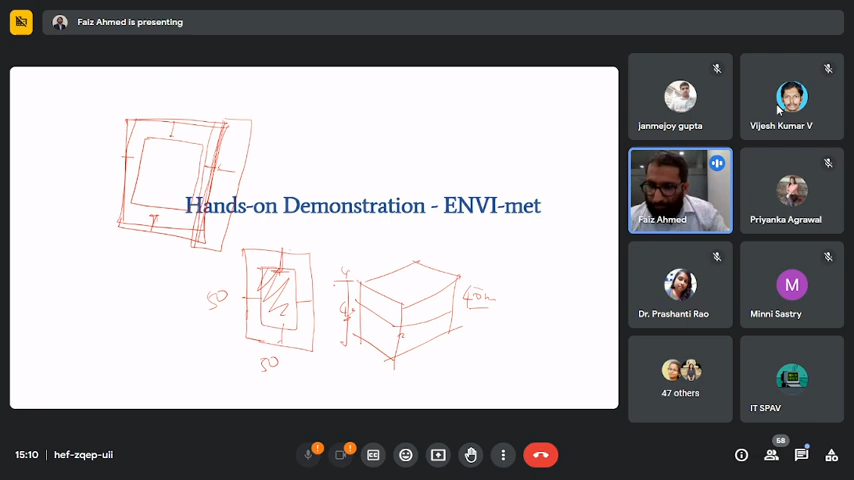 Faiz Ahmed is presenting
Hands-on Demonstration - ENVI-met
50
50
4
40m
janmejoy gupta
Vijesh Kumar V
Faiz Ahmed
Priyanka Agrawal
Dr. Prashanti Rao
M
Minni Sastry
47 others
IT SPAV
15:10
hef-zqep-uii
58